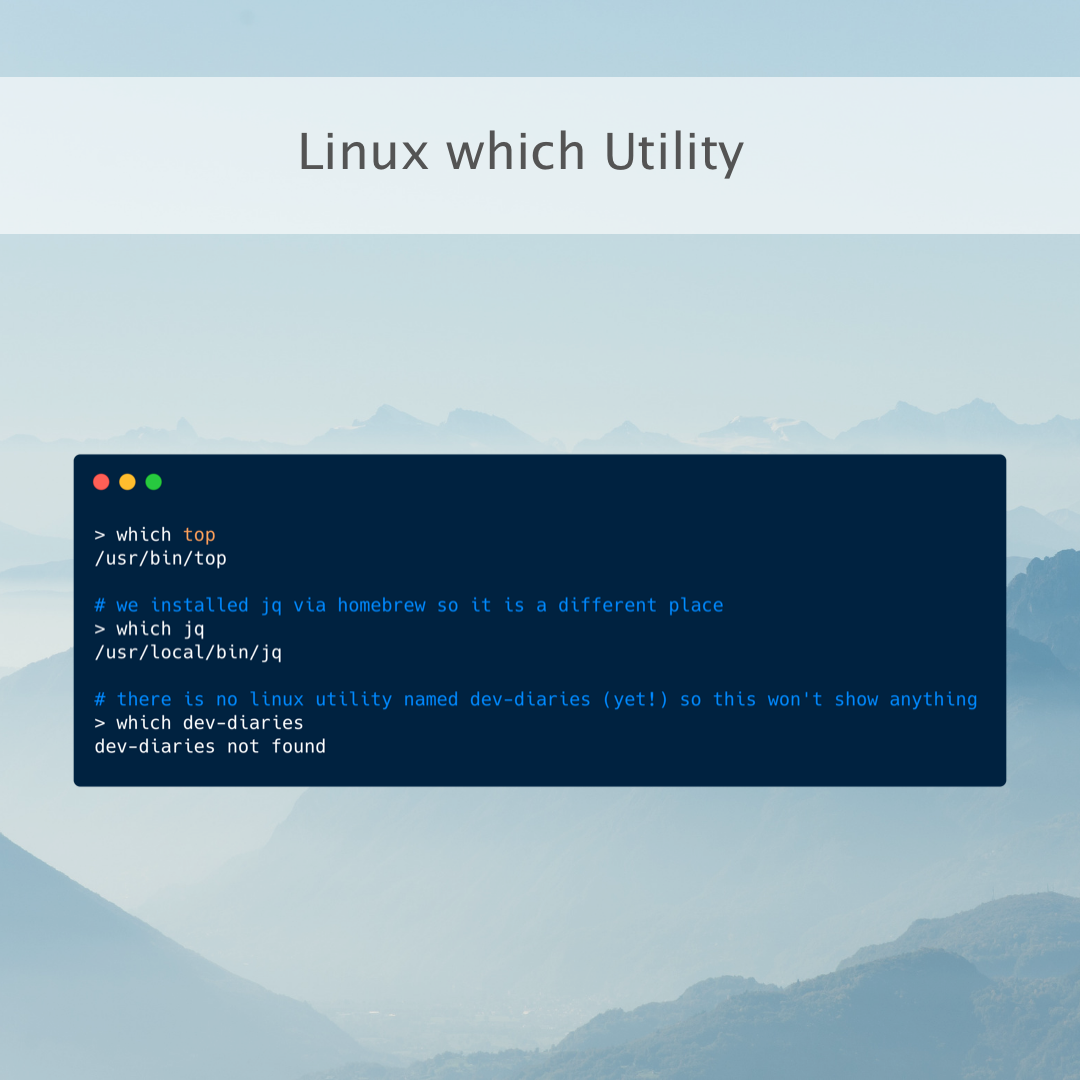 Linux which Utility
> which top
/usr/bin/top
# we installed jq via homebrew so it is a different place
> which jq
/usr/local/bin/jq
# there is no linux utility named dev-diaries (yet!) so this won't show anything
> which dev-diaries
dev-diaries not found